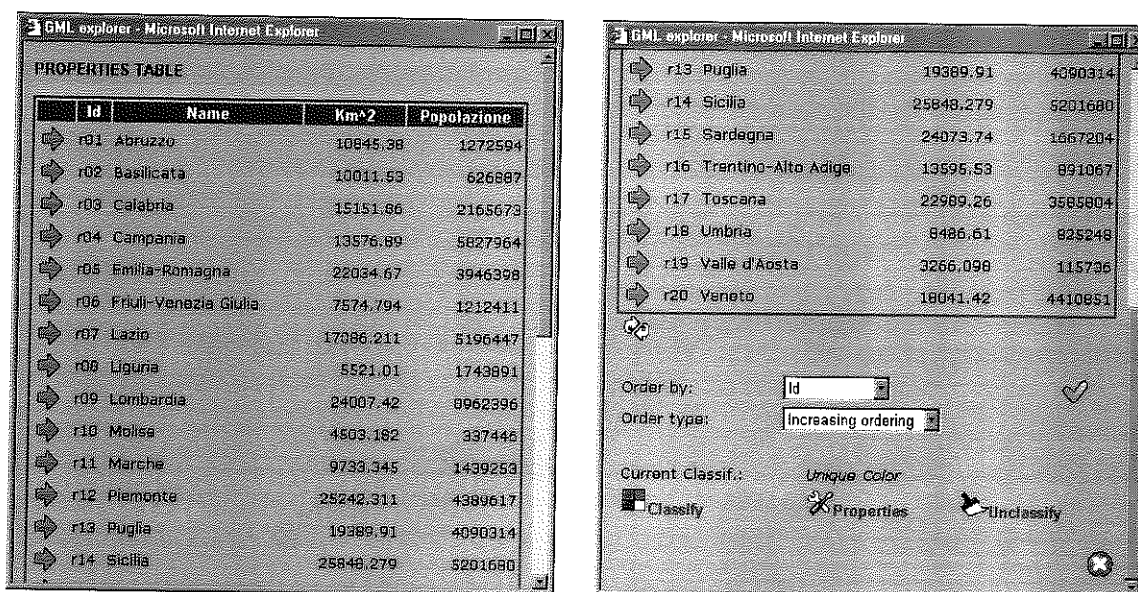 GML explorer - Microsoft Internet Explorer
PROPERTIES TABLE
Id Name Km^2 Popolazione
r01 Abruzzo 10845,38 1272594
r02 Basilicata 10011,53 626887
r03 Calabria 15151,86 2165673
r04 Campania 13576,89 5827964
r05 Emilia-Romagna 22034,67 3946398
r06 Friuli-Venezia Giulia 7574,794 1212411
r07 Lazio 17086,211 5196447
r08 Liguria 5521,01 1743891
r09 Lombardia 24007,42 8962396
r10 Molise 4503,182 337446
r11 Marche 9733,345 1439253
r12 Piemonte 25242,311 4389617
r13 Puglia 19389,91 4090314
r14 Sicilia 25848,279 5201680
GML explorer - Microsoft Internet Explorer
r13 Puglia 19389,91 4090314
r14 Sicilia 25848,279 5201680
r15 Sardegna 24073,74 1667204
r16 Trentino-Alto Adige 13595,53 891067
r17 Toscana 22989,26 3585804
r18 Umbria 8486,61 825248
r19 Valle d'Aosta 3266,098 115736
r20 Veneto 18041,42 4410851
Order by: Id
Order type: Increasing ordering
Current Classif.: Unique Color
Classify Properties Unclassify